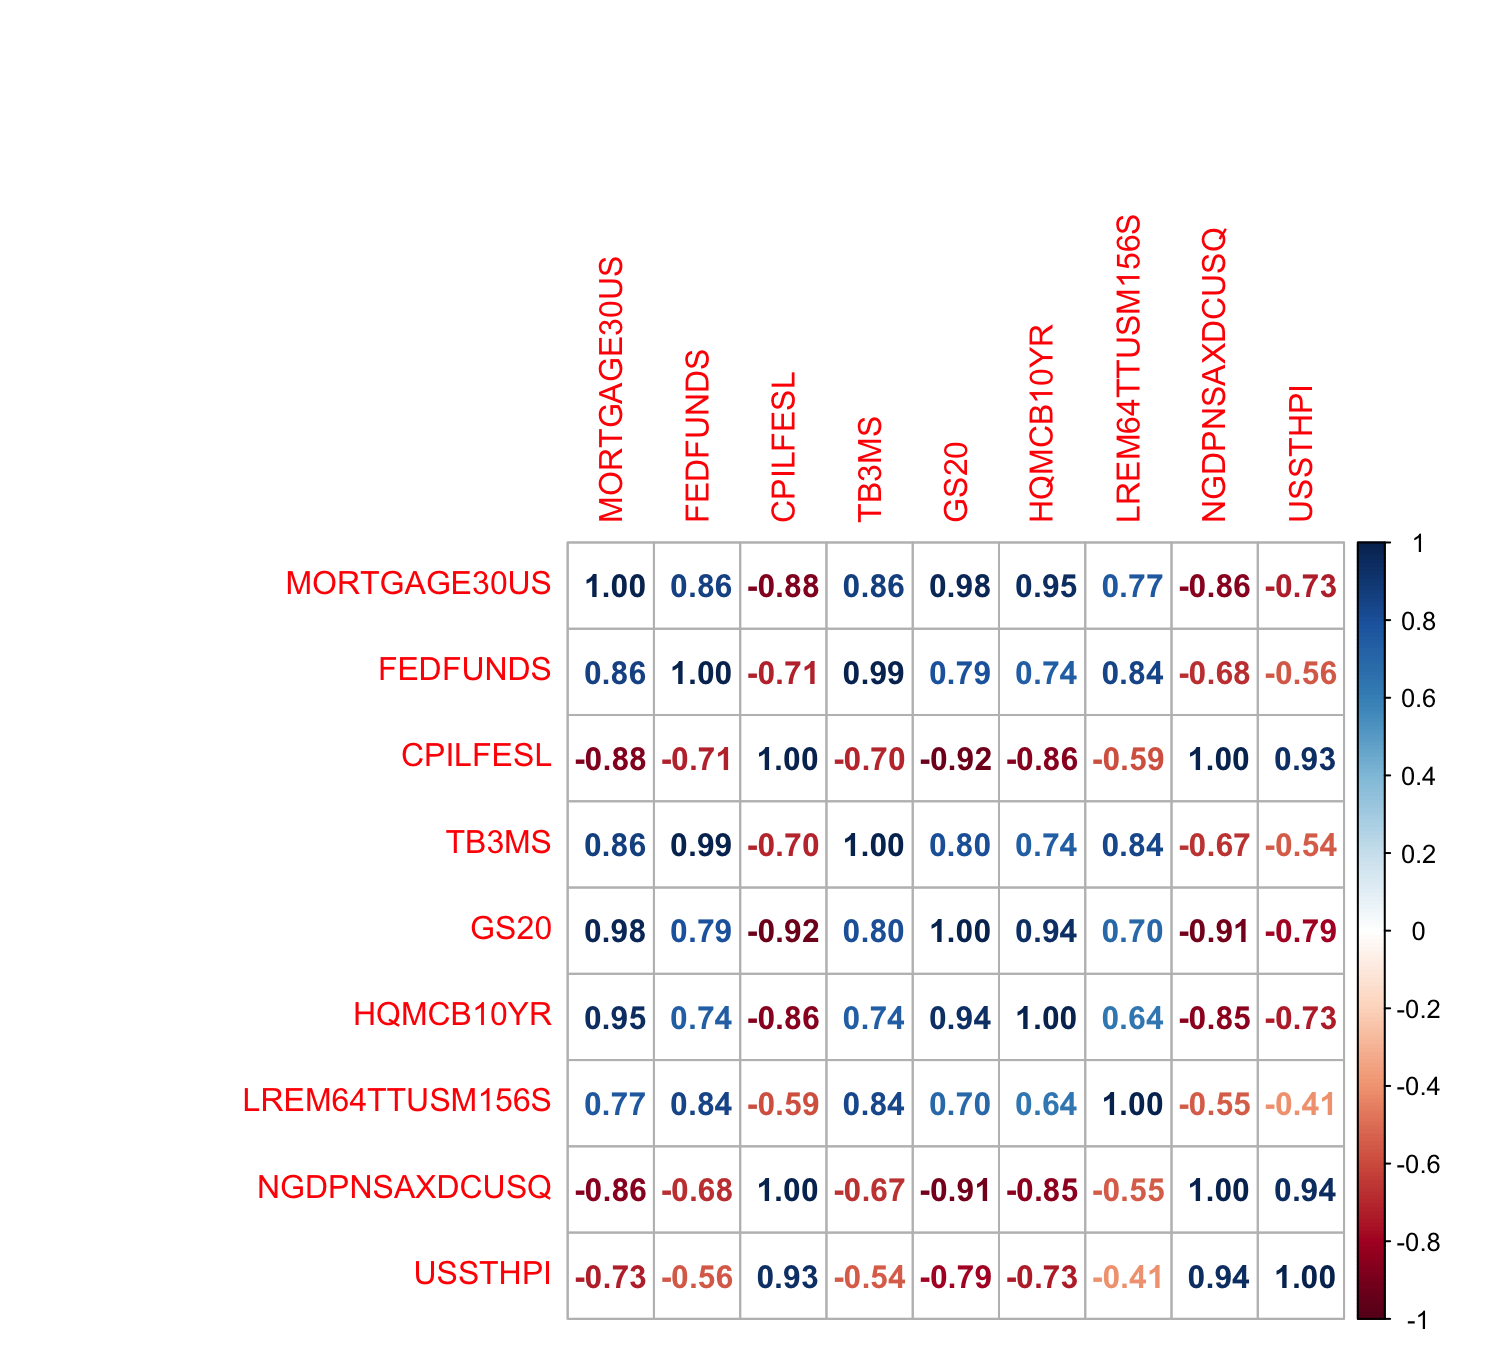 MORTGAGE30US FEDFUNDS CPILFESL TB3MS GS20 HQMCB10YR LREM64TTUSM156S NGDPNSAXDCUSQ USSTHPI
MORTGAGE30US 1.00 0.86 -0.88 0.86 0.98 0.95 0.77 -0.86 -0.73
FEDFUNDS 0.86 1.00 -0.71 0.99 0.79 0.74 0.84 -0.68 -0.56
CPILFESL -0.88 -0.71 1.00 -0.70 -0.92 -0.86 -0.59 1.00 0.93
TB3MS 0.86 0.99 -0.70 1.00 0.80 0.74 0.84 -0.67 -0.54
GS20 0.98 0.79 -0.92 0.80 1.00 0.94 0.70 -0.91 -0.79
HQMCB10YR 0.95 0.74 -0.86 0.74 0.94 1.00 0.64 -0.85 -0.73
LREM64TTUSM156S 0.77 0.84 -0.59 0.84 0.70 0.64 1.00 -0.55 -0.41
NGDPNSAXDCUSQ -0.86 -0.68 1.00 -0.67 -0.91 -0.85 -0.55 1.00 0.94
USSTHPI -0.73 -0.56 0.93 -0.54 -0.79 -0.73 -0.41 0.94 1.00
1
0.8
0.6
0.4
0.2
0
-0.2
-0.4
-0.6
-0.8
-1